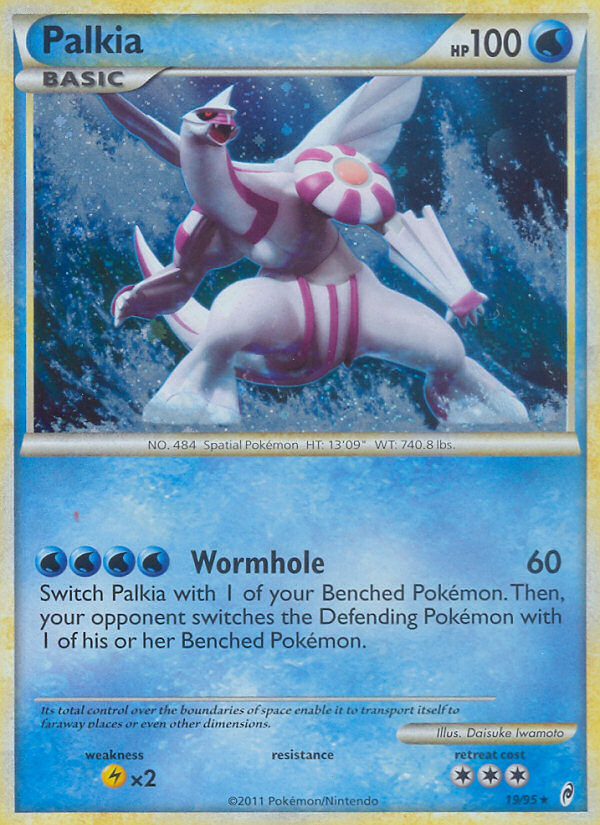 Palkia
HP100
BASIC
NO. 484 Spatial Pokémon HT: 13'09" WT: 740.8 lbs.
Wormhole 60
Switch Palkia with 1 of your Benched Pokémon. Then,
your opponent switches the Defending Pokémon with
1 of his or her Benched Pokémon.
Its total control over the boundaries of space enable it to transport itself to
faraway places or even other dimensions.
Illus. Daisuke Iwamoto
weakness resistance retreat cost
×2
©2011 Pokémon/Nintendo 19/95 ★